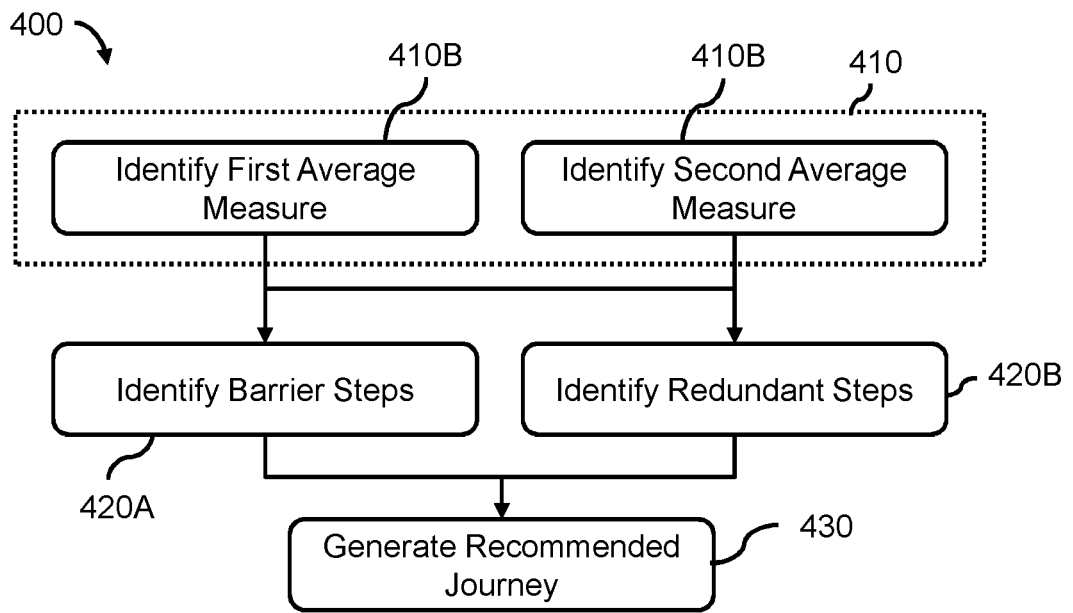 400
410B
410B
410
Identify First Average
Measure
Identify Second Average
Measure
Identify Barrier Steps
Identify Redundant Steps
420B
420A
Generate Recommended
Journey
430